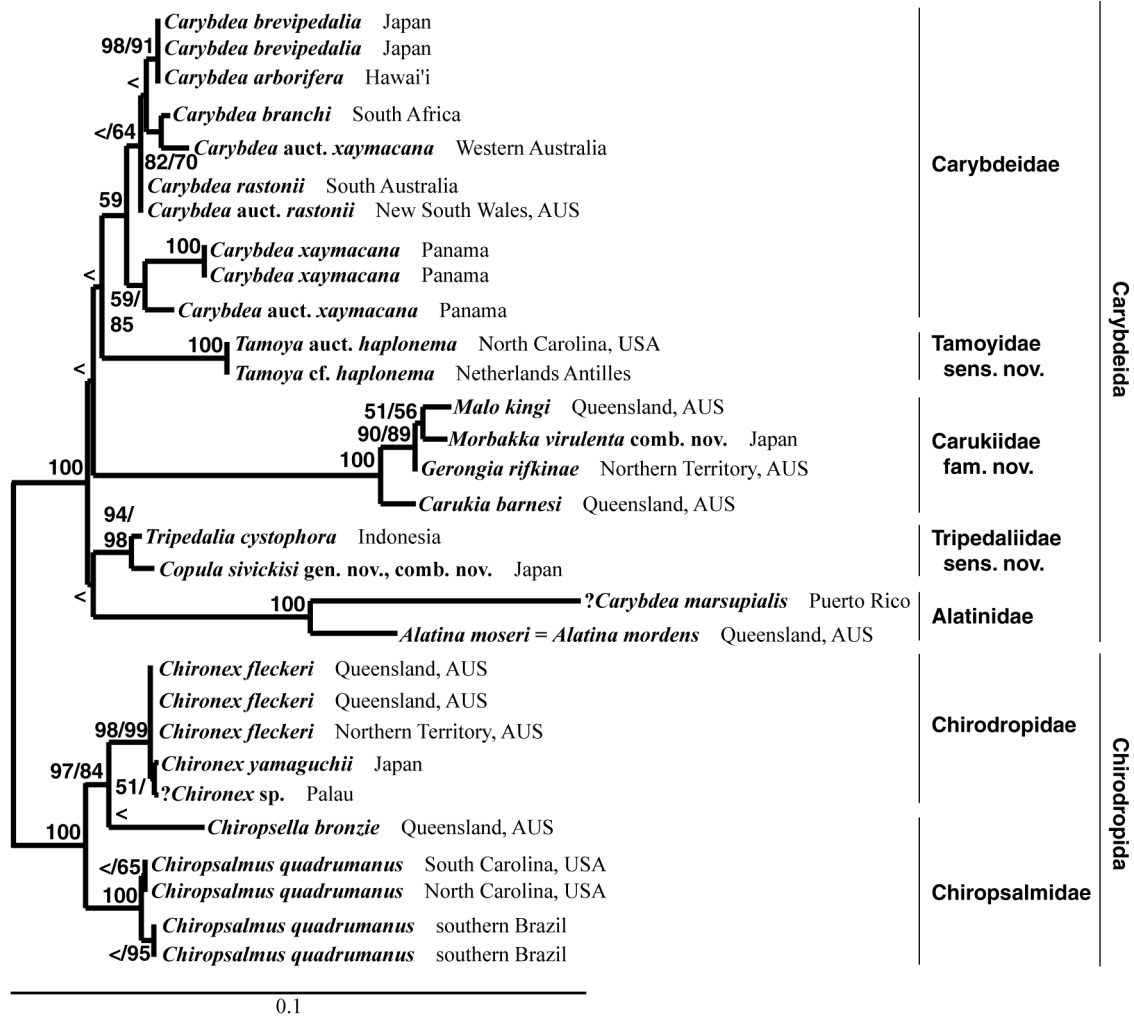 Carybdea brevipedalia Japan
98/91
Carybdea brevipedalia Japan
Carybdea arborifera Hawai'i
<
Carybdea branchi South Africa
</64
Carybdea auct. xaymacana Western Australia
82/70
Carybdeidae
Carybdea rastonii South Australia
59
Carybdea auct. rastonii New South Wales, AUS
100
Carybdea xaymacana Panama
<
Carybdea xaymacana Panama
59/
85
Carybdea auct. xaymacana Panama
Carybdeida
100
Tamoya auct. haplonema North Carolina, USA
Tamoyidae
sens. nov.
<
Tamoya cf. haplonema Netherlands Antilles
51/56
Malo kingi Queensland, AUS
90/89
Morbakka virulenta comb. nov. Japan
Carukiidae
fam. nov.
100
100
Gerongia rifkinae Northern Territory, AUS
Carukia barnesi Queensland, AUS
94/
98
Tripedalia cystophora Indonesia
Tripedaliidae
sens. nov.
Copula sivickisi gen. nov., comb. nov. Japan
<
100
?Carybdea marsupialis Puerto Rico
Alatinidae
Alatina moseri = Alatina mordens Queensland, AUS
Chironex fleckeri Queensland, AUS
Chironex fleckeri Queensland, AUS
98/99
Chironex fleckeri Northern Territory, AUS
Chirodropidae
97/84
Chironex yamaguchii Japan
51/
<
?Chironex sp. Palau
Chirodropida
100
Chiropsella bronzie Queensland, AUS
</65
Chiropsalmus quadrumanus South Carolina, USA
100
Chiropsalmus quadrumanus North Carolina, USA
Chiropsalmidae
Chiropsalmus quadrumanus southern Brazil
</95
Chiropsalmus quadrumanus southern Brazil
0.1